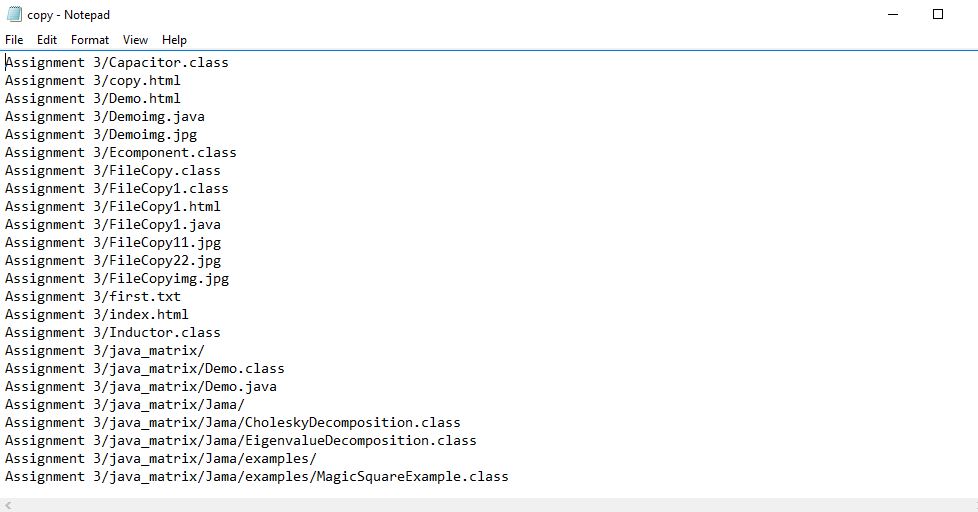 copy - Notepad
File Edit Format View Help
Assignment 3/Capacitor.class
Assignment 3/copy.html
Assignment 3/Demo.html
Assignment 3/Demoimg.java
Assignment 3/Demoimg.jpg
Assignment 3/Ecomponent.class
Assignment 3/FileCopy.class
Assignment 3/FileCopy1.class
Assignment 3/FileCopy1.html
Assignment 3/FileCopy1.java
Assignment 3/FileCopy11.jpg
Assignment 3/FileCopy22.jpg
Assignment 3/FileCopyimg.jpg
Assignment 3/first.txt
Assignment 3/index.html
Assignment 3/Inductor.class
Assignment 3/java_matrix/
Assignment 3/java_matrix/Demo.class
Assignment 3/java_matrix/Demo.java
Assignment 3/java_matrix/Jama/
Assignment 3/java_matrix/Jama/CholeskyDecomposition.class
Assignment 3/java_matrix/Jama/EigenvalueDecomposition.class
Assignment 3/java_matrix/Jama/examples/
Assignment 3/java_matrix/Jama/examples/MagicSquareExample.class